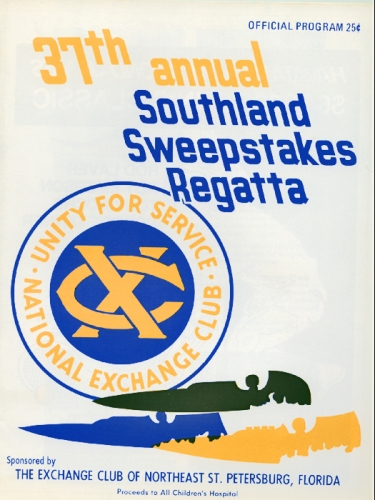 OFFICIAL PROGRAM 25¢
37th annual
Southland
Sweepstakes
Regatta
UNITY FOR SERVICE
NATIONAL EXCHANGE CLUB
XC
Sponsored by
THE EXCHANGE CLUB OF NORTHEAST ST. PETERSBURG, FLORIDA
Proceeds to All Children's Hospital